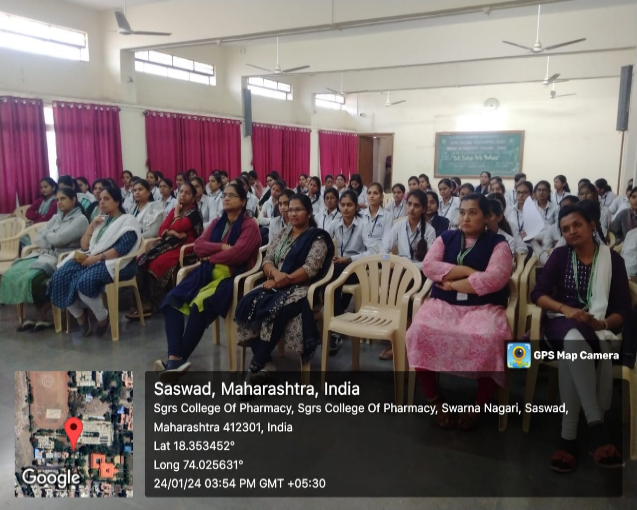 GPS Map Camera
Saswad, Maharashtra, India
Sgrs College Of Pharmacy, Sgrs College Of Pharmacy, Swarna Nagari, Saswad,
Maharashtra 412301, India
Lat 18.353452°
Long 74.025631°
24/01/24 03:54 PM GMT +05:30
Google